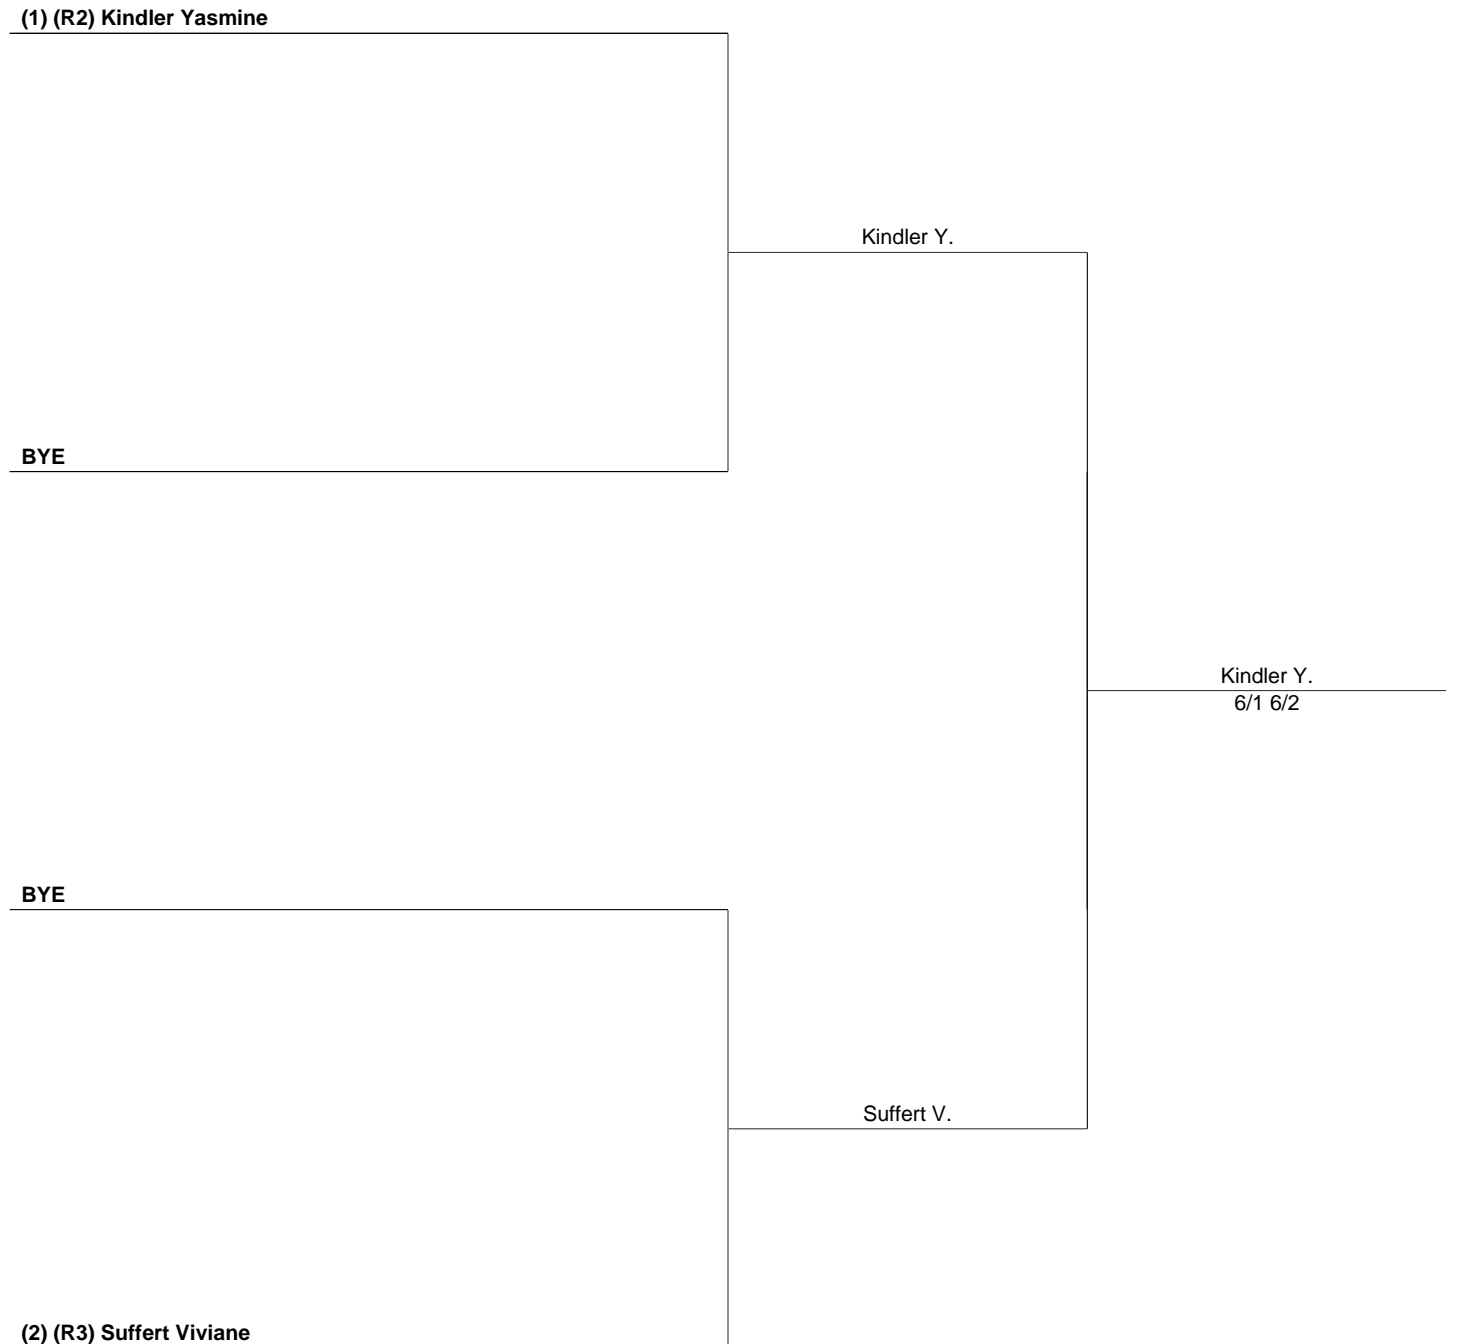 (1) (R2) Kindler Yasmine
Kindler Y.
BYE
Kindler Y.
6/1 6/2
BYE
Suffert V.
(2) (R3) Suffert Viviane